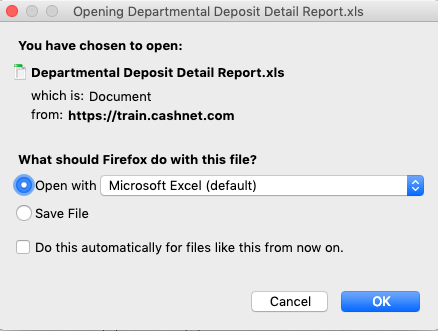 Opening Departmental Deposit Detail Report.xls
You have chosen to open:
Departmental Deposit Detail Report.xls
which is: Document
from: https://train.cashnet.com
What should Firefox do with this file?
Open with Microsoft Excel (default)
Save File
Do this automatically for files like this from now on.
Cancel OK